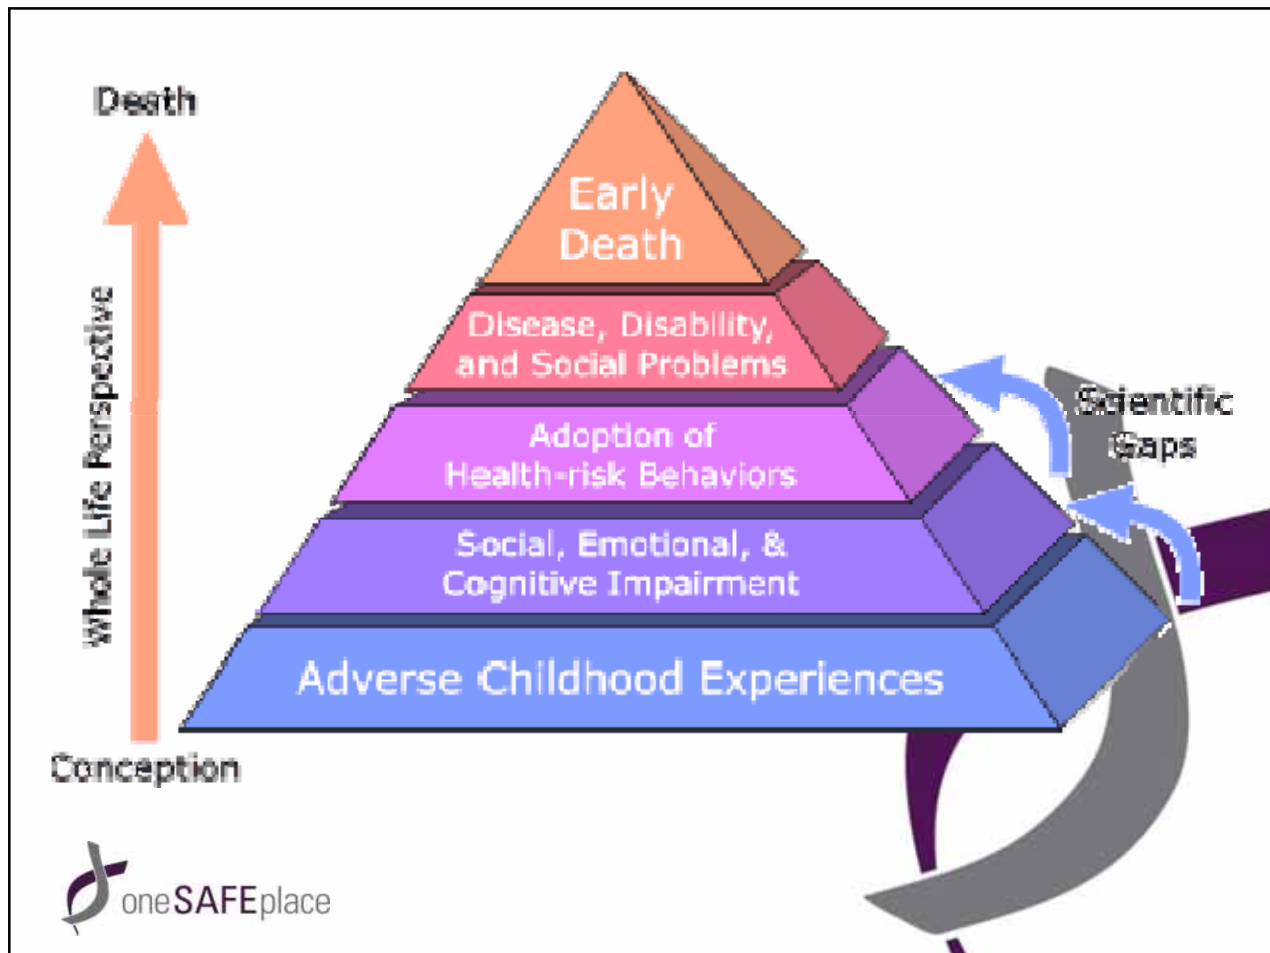 Death
Whole Life Perspective
Conception
Early
Death
Disease, Disability,
and Social Problems
Adoption of
Health-risk Behaviors
Social, Emotional, &
Cognitive Impairment
Adverse Childhood Experiences
Scientific
Gaps
oneSAFEplace